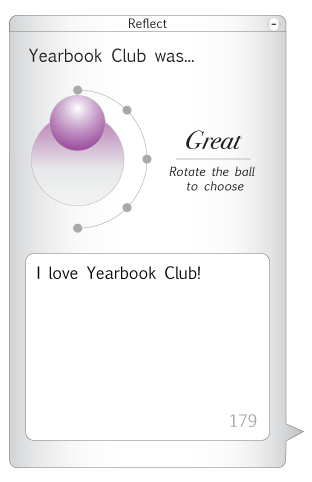 Reflect
-
Yearbook Club was...
Great
Rotate the ball
to choose
I love Yearbook Club!
179